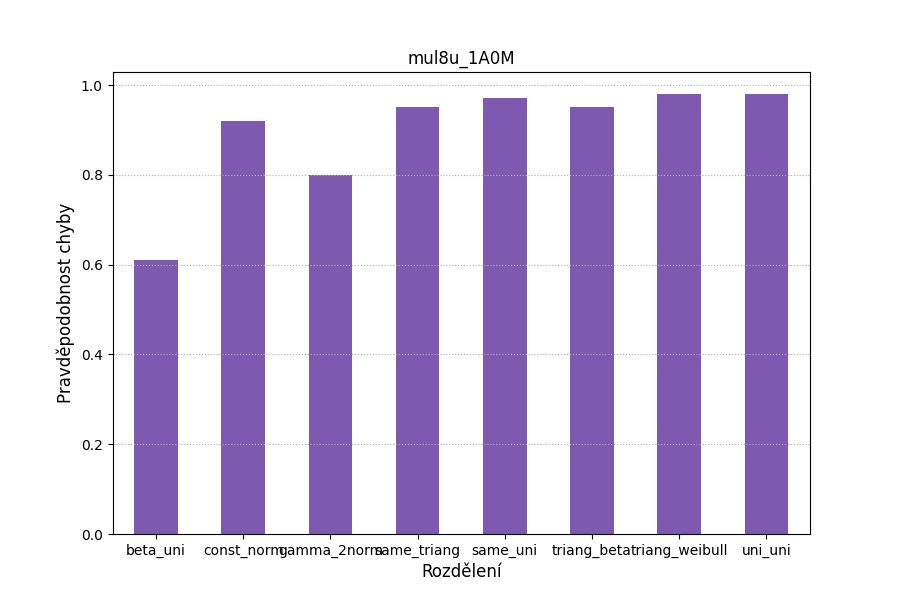 mul8u_1A0M
Pravděpodobnost chyby
1.0
0.8
0.6
0.4
0.2
0.0
beta_uni const_norm gamma_2norm same_triang same_uni triang_beta triang_weibull uni_uni
Rozdělení